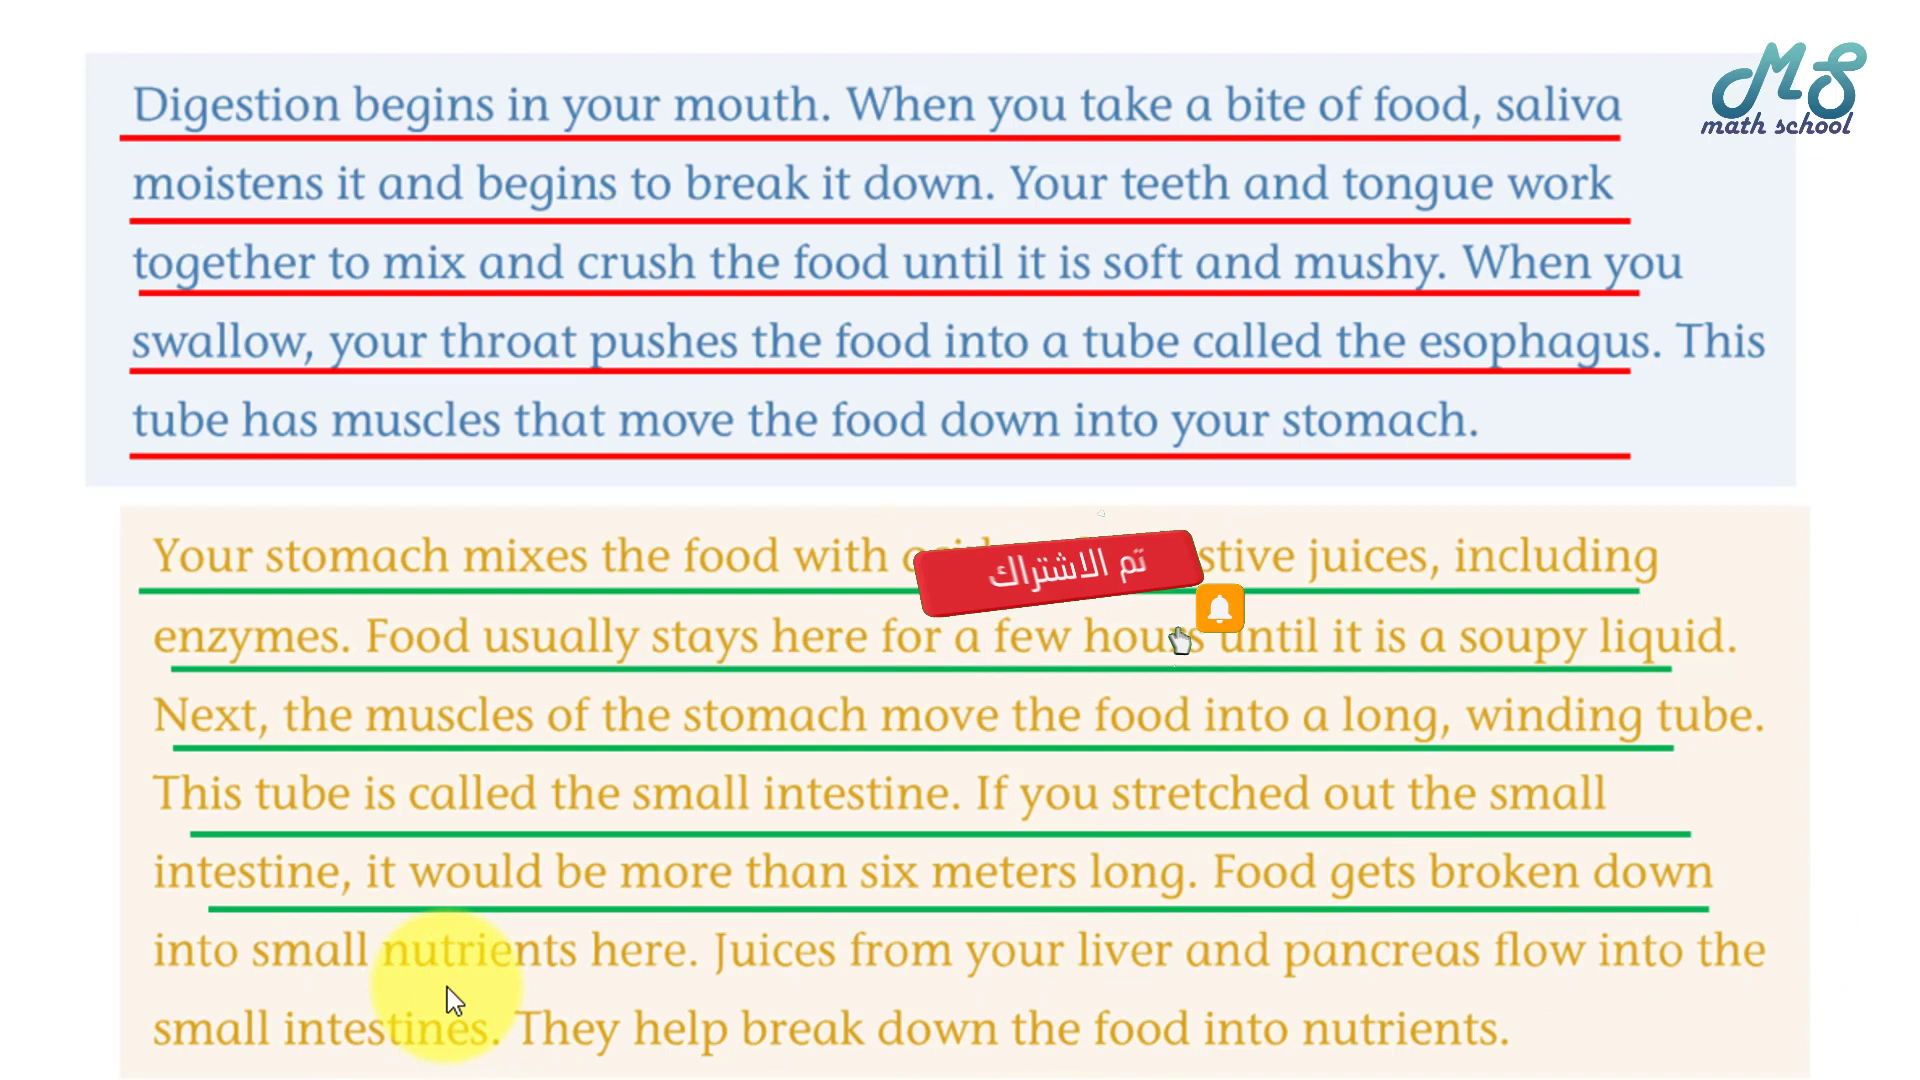 MS
math school
Digestion begins in your mouth. When you take a bite of food, saliva
moistens it and begins to break it down. Your teeth and tongue work
together to mix and crush the food until it is soft and mushy. When you
swallow, your throat pushes the food into a tube called the esophagus. This
tube has muscles that move the food down into your stomach.
Your stomach mixes the food with stive juices, including
تم الاشتراك
enzymes. Food usually stays here for a few hours until it is a soupy liquid.
Next, the muscles of the stomach move the food into a long, winding tube.
This tube is called the small intestine. If you stretched out the small
intestine, it would be more than six meters long. Food gets broken down
into small nutrients here. Juices from your liver and pancreas flow into the
small intestines. They help break down the food into nutrients.